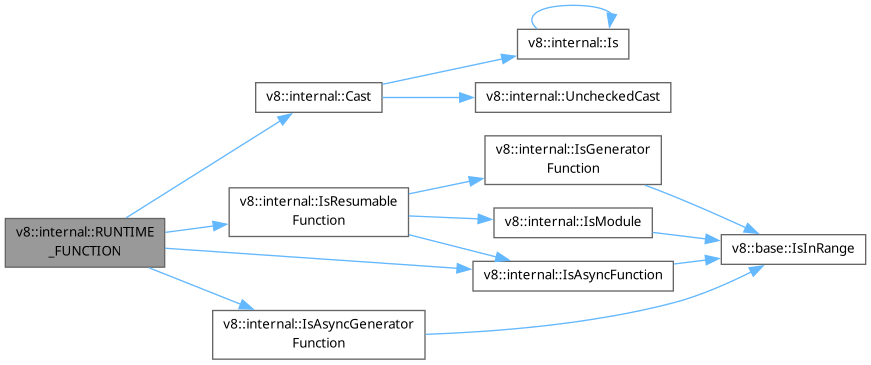 v8::internal::Is
v8::internal::Cast
v8::internal::UncheckedCast
v8::internal::IsGenerator
Function
v8::internal::IsResumable
Function
v8::internal::IsModule
v8::internal::RUNTIME
_FUNCTION
v8::base::IsInRange
v8::internal::IsAsyncFunction
v8::internal::IsAsyncGenerator
Function